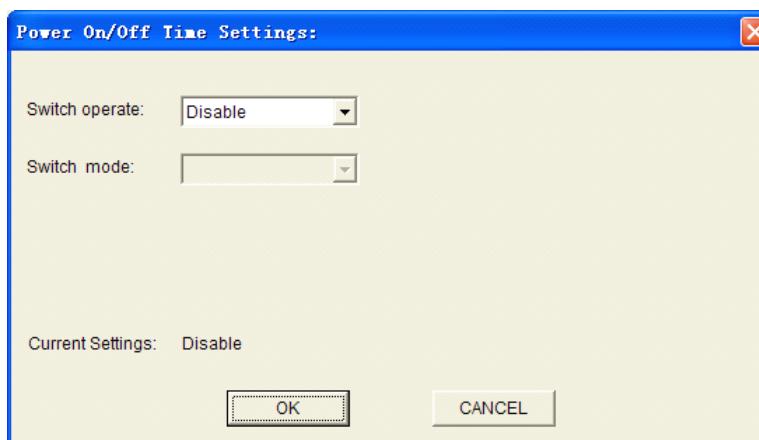 Power On/Off Time Settings:
Switch operate: Disable
Switch mode:
Current Settings: Disable
OK CANCEL